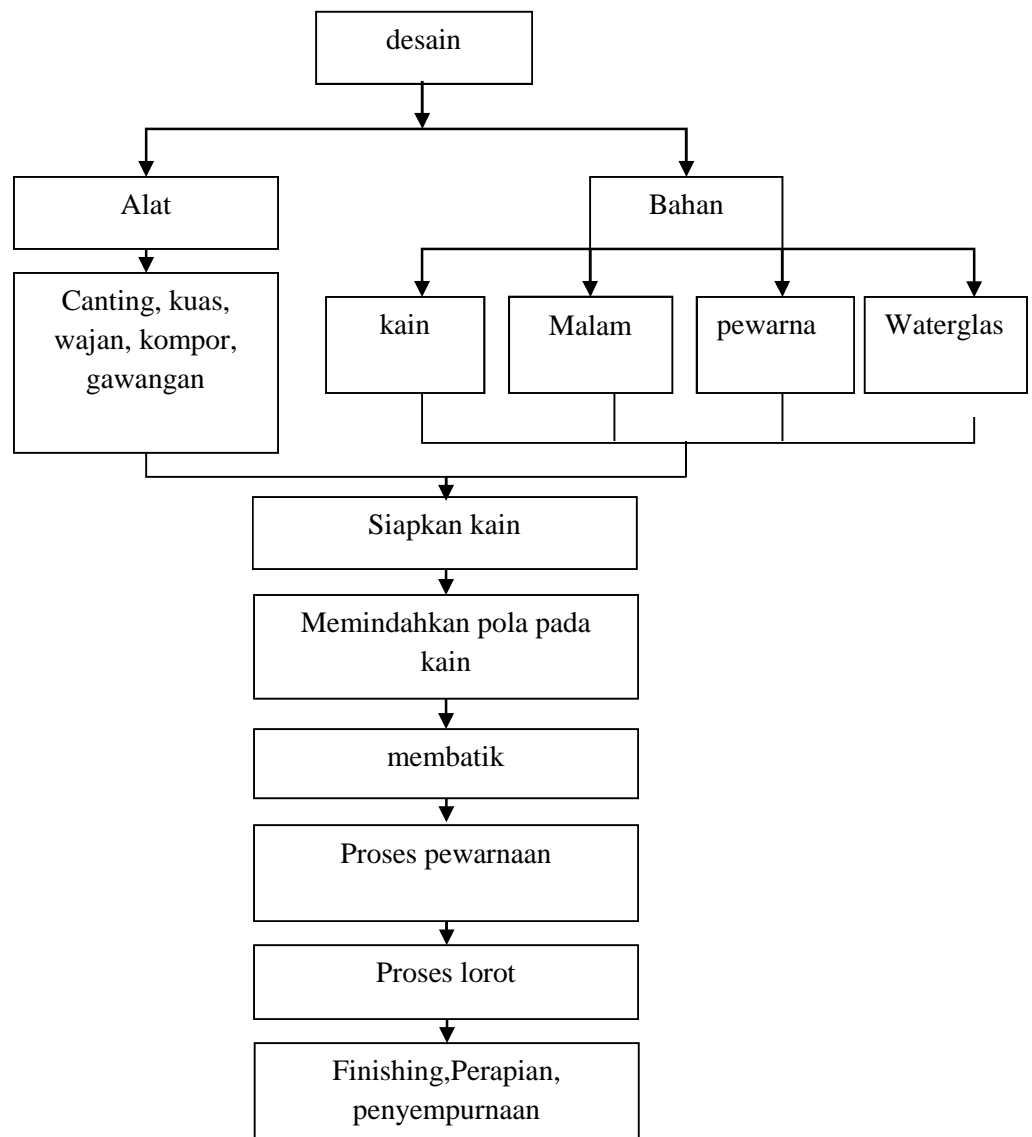 desain
Alat
Bahan
Canting, kuas,
wajan, kompor,
gawangan
kain
Malam
pewarna
Waterglas
Siapkan kain
Memindahkan pola pada
kain
membatik
Proses pewarnaan
Proses lorot
Finishing,Perapian,
penyempurnaan